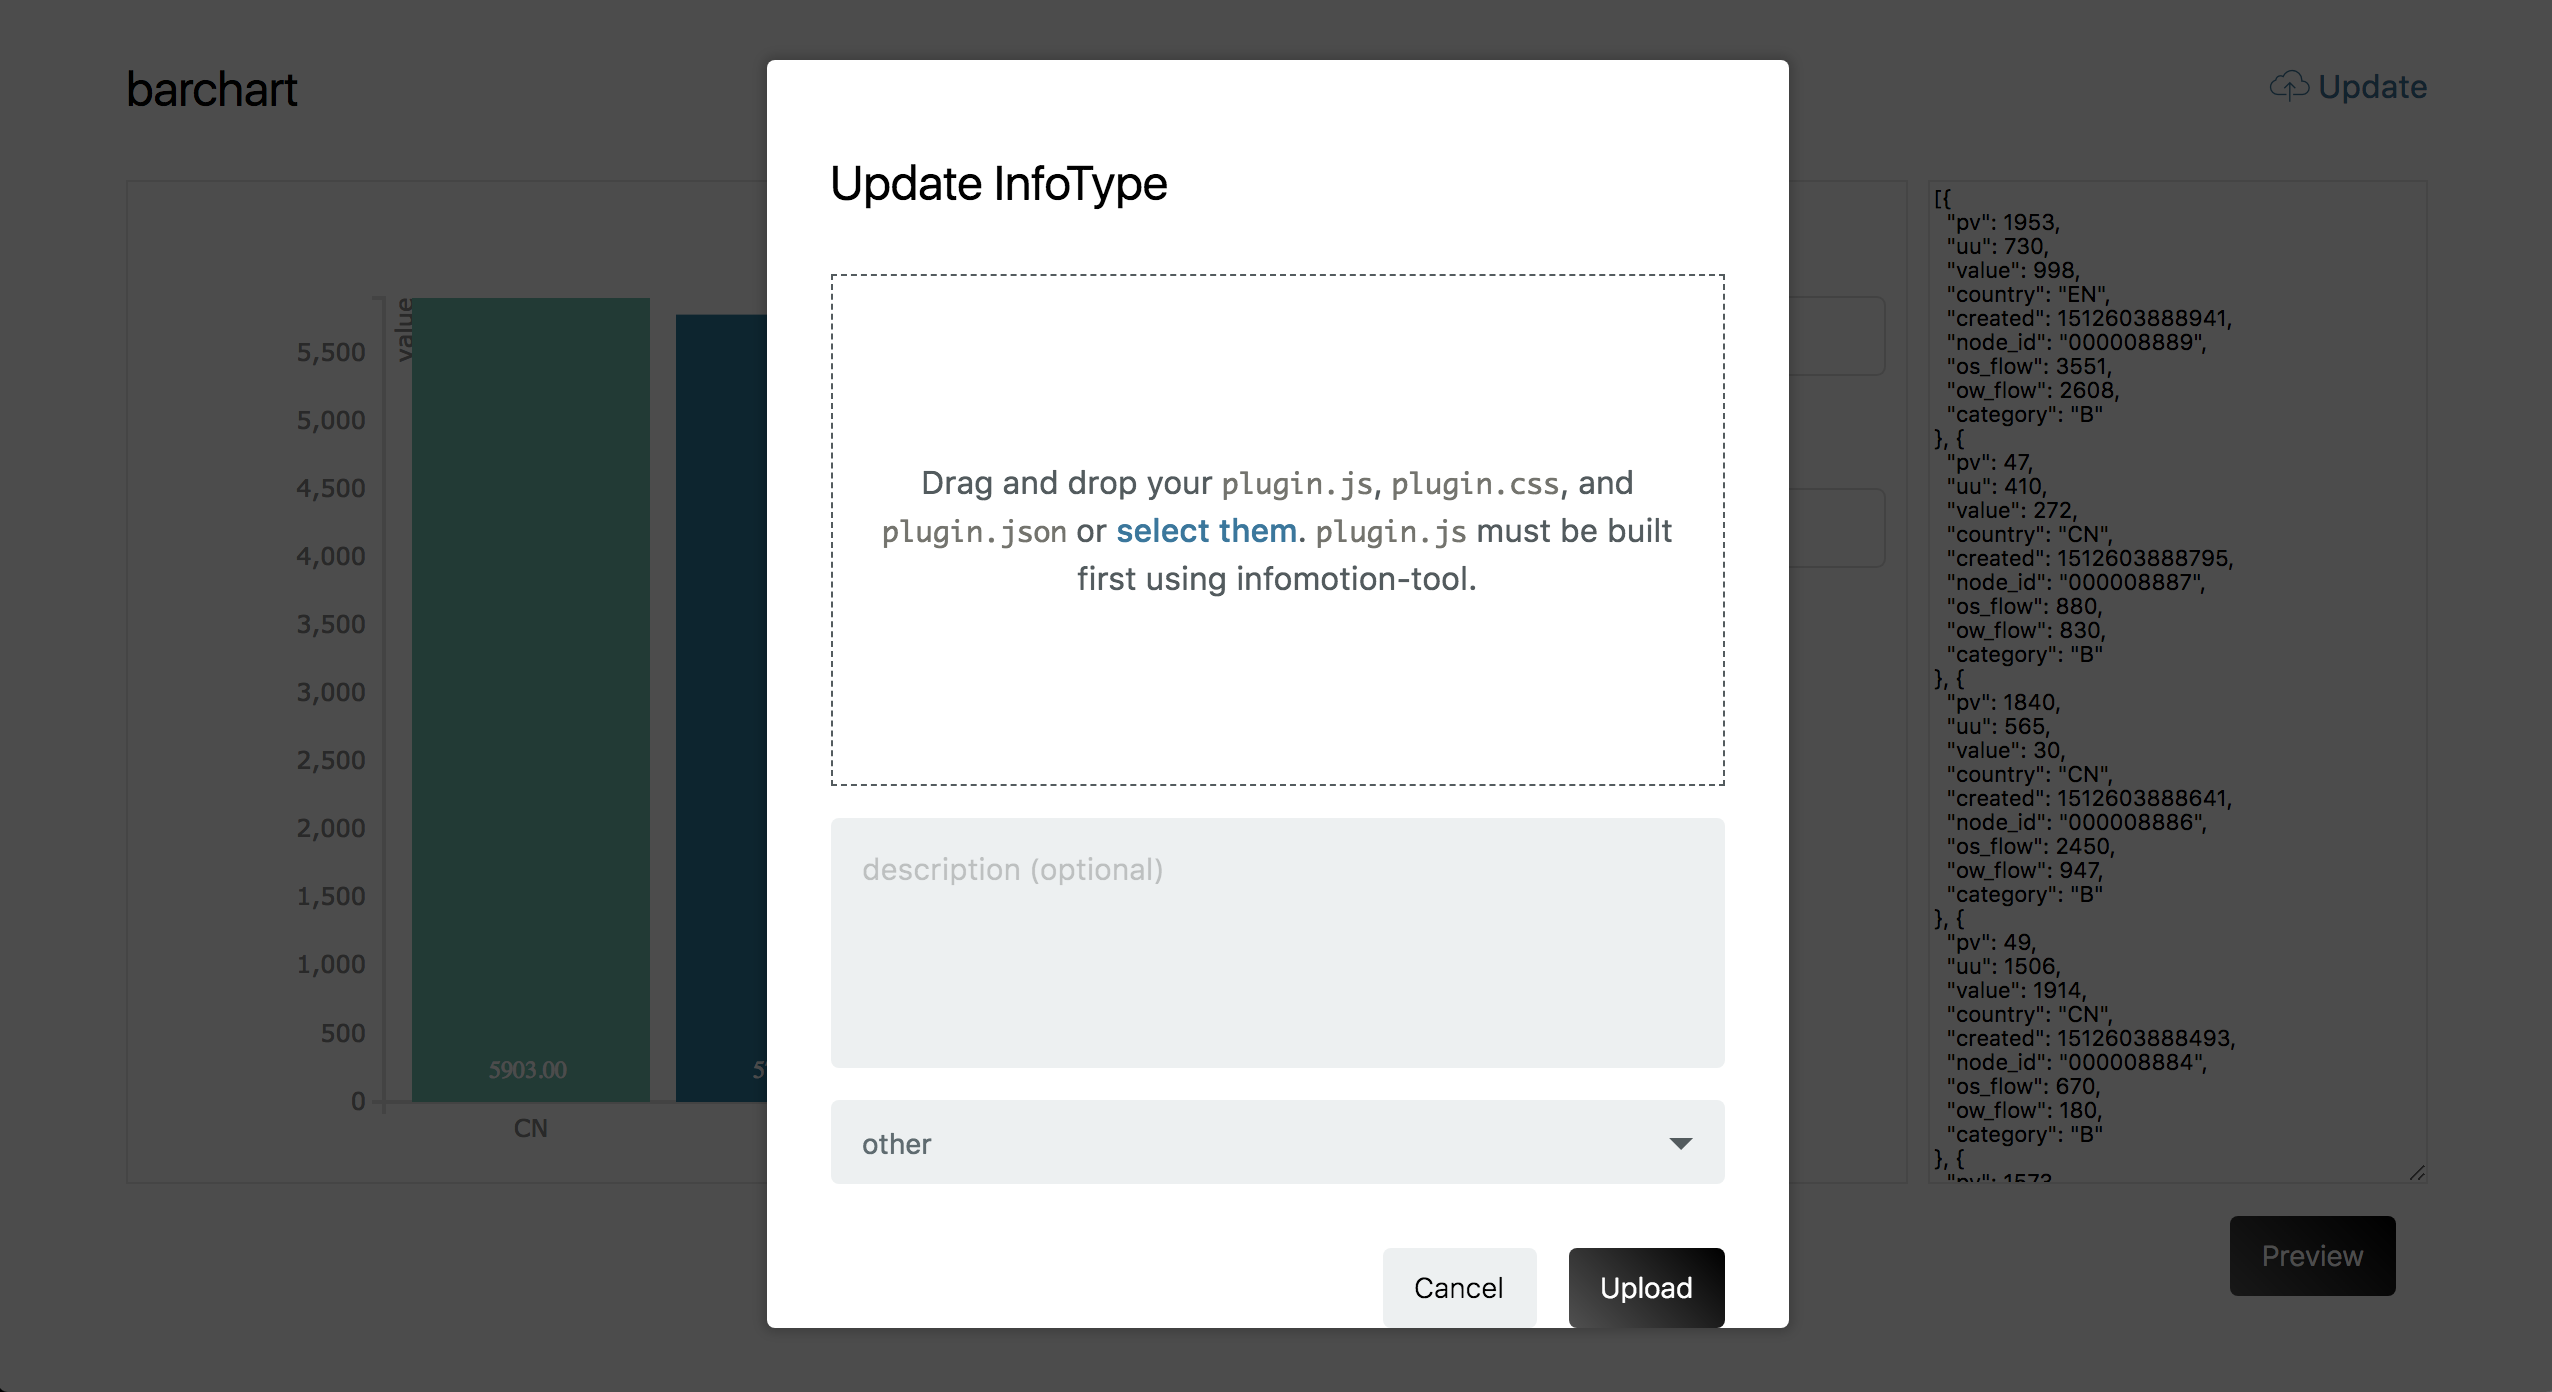 barchart
Update
Update InfoType
Drag and drop your plugin.js, plugin.css, and
plugin.json or select them. plugin.js must be built
first using infomotion-tool.
description (optional)
other
Cancel
Upload
value
5,500
5,000
4,500
4,000
3,500
3,000
2,500
2,000
1,500
1,000
500
0
5903.00
CN
[{
"pv": 1953,
"uu": 730,
"value": 998,
"country": "EN",
"created": 1512603888941,
"node_id": "000008889",
"os_flow": 3551,
"ow_flow": 2608,
"category": "B"
}, {
"pv": 47,
"uu": 410,
"value": 272,
"country": "CN",
"created": 1512603888795,
"node_id": "000008887",
"os_flow": 880,
"ow_flow": 830,
"category": "B"
}, {
"pv": 1840,
"uu": 565,
"value": 30,
"country": "CN",
"created": 1512603888641,
"node_id": "000008886",
"os_flow": 2450,
"ow_flow": 947,
"category": "B"
}, {
"pv": 49,
"uu": 1506,
"value": 1914,
"country": "CN",
"created": 1512603888493,
"node_id": "000008884",
"os_flow": 670,
"ow_flow": 180,
"category": "B"
}, {
"pv": 1573
Preview